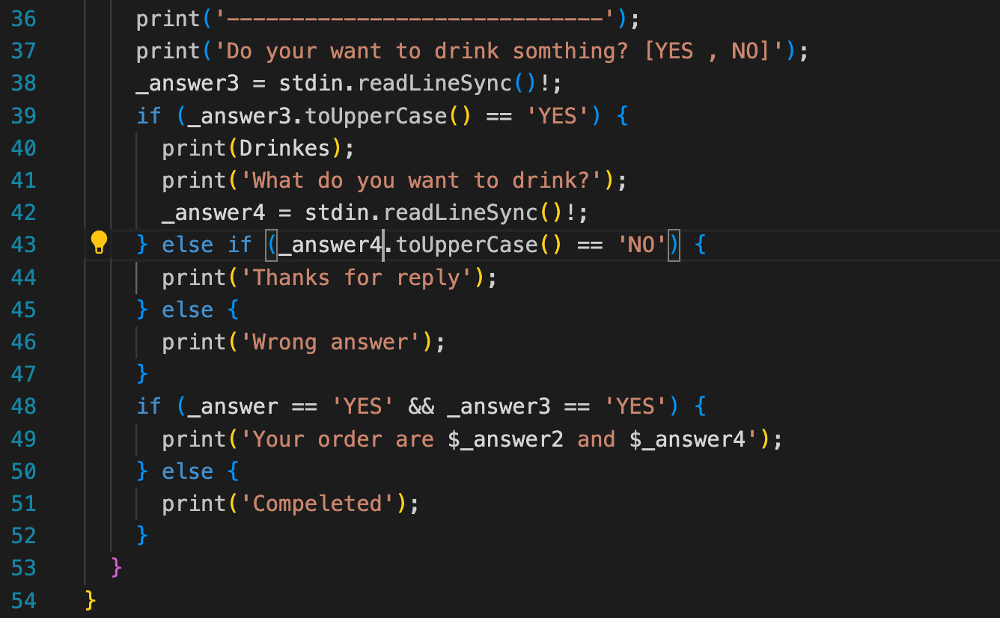 36 print('-----------------------------');
37 print('Do your want to drink somthing? [YES , NO]');
38 _answer3 = stdin.readLineSync()!;
39 if (_answer3.toUpperCase() == 'YES') {
40 print(Drinkes);
41 print('What do you want to drink?');
42 _answer4 = stdin.readLineSync()!;
43 } else if (_answer4.toUpperCase() == 'NO') {
44 print('Thanks for reply');
45 } else {
46 print('Wrong answer');
47 }
48 if (_answer == 'YES' && _answer3 == 'YES') {
49 print('Your order are $_answer2 and $_answer4');
50 } else {
51 print('Compeleted');
52 }
53 }
54 }